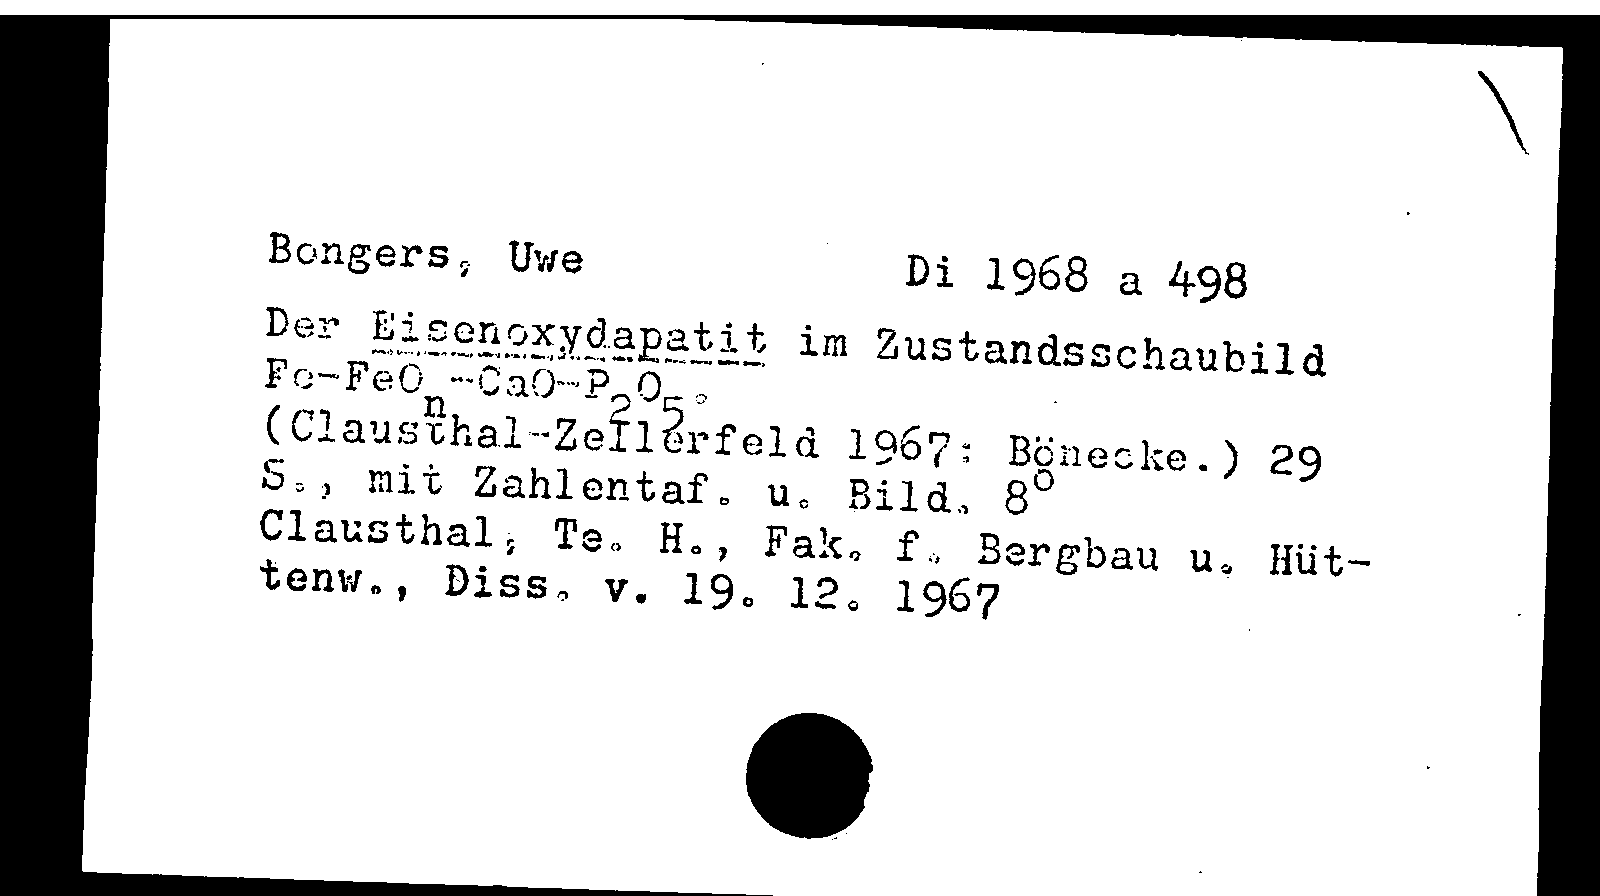 Bongers, Uwe Di 1968 a 498
Der Eisenoxydapatit im Zustandsschaubild
Fe-FeOn-CaO-P2O5.
(Clausthal-Zellerfeld 1967: Bönecke.) 29
S., mit Zahlentaf. u. Bild. 8°
Clausthal, Te. H., Fak. f. Bergbau u. Hüt-
tenw., Diss. v. 19. 12. 1967